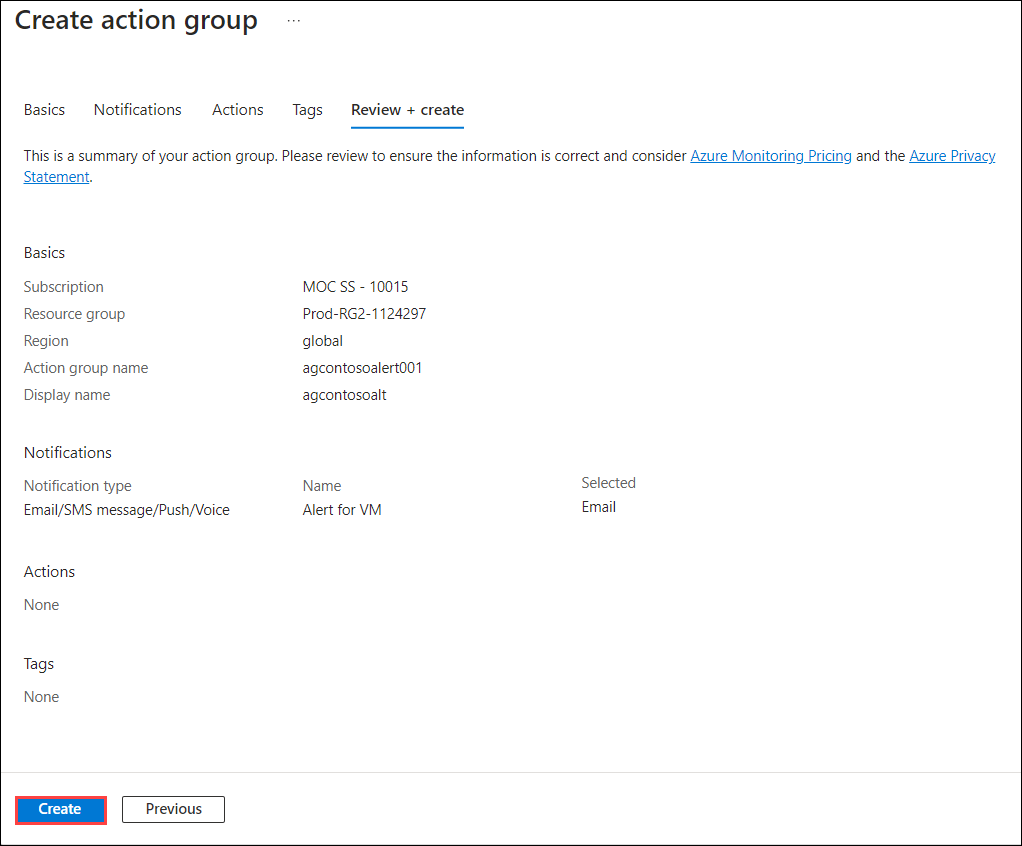 Create action group ...
Basics Notifications Actions Tags Review + create
This is a summary of your action group. Please review to ensure the information is correct and consider Azure Monitoring Pricing and the Azure Privacy
Statement.
Basics
Subscription MOC SS - 10015
Resource group Prod-RG2-1124297
Region global
Action group name agcontosoalert001
Display name agcontosoalt
Notifications
Notification type Name Selected
Email/SMS message/Push/Voice Alert for VM Email
Actions
None
Tags
None
Create Previous